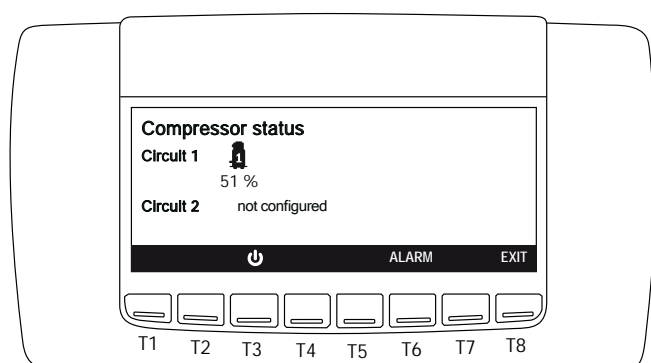 Compressor status
Circuit 1 1
51 %
Circuit 2 not configured
ALARM EXIT
T1 T2 T3 T4 T5 T6 T7 T8